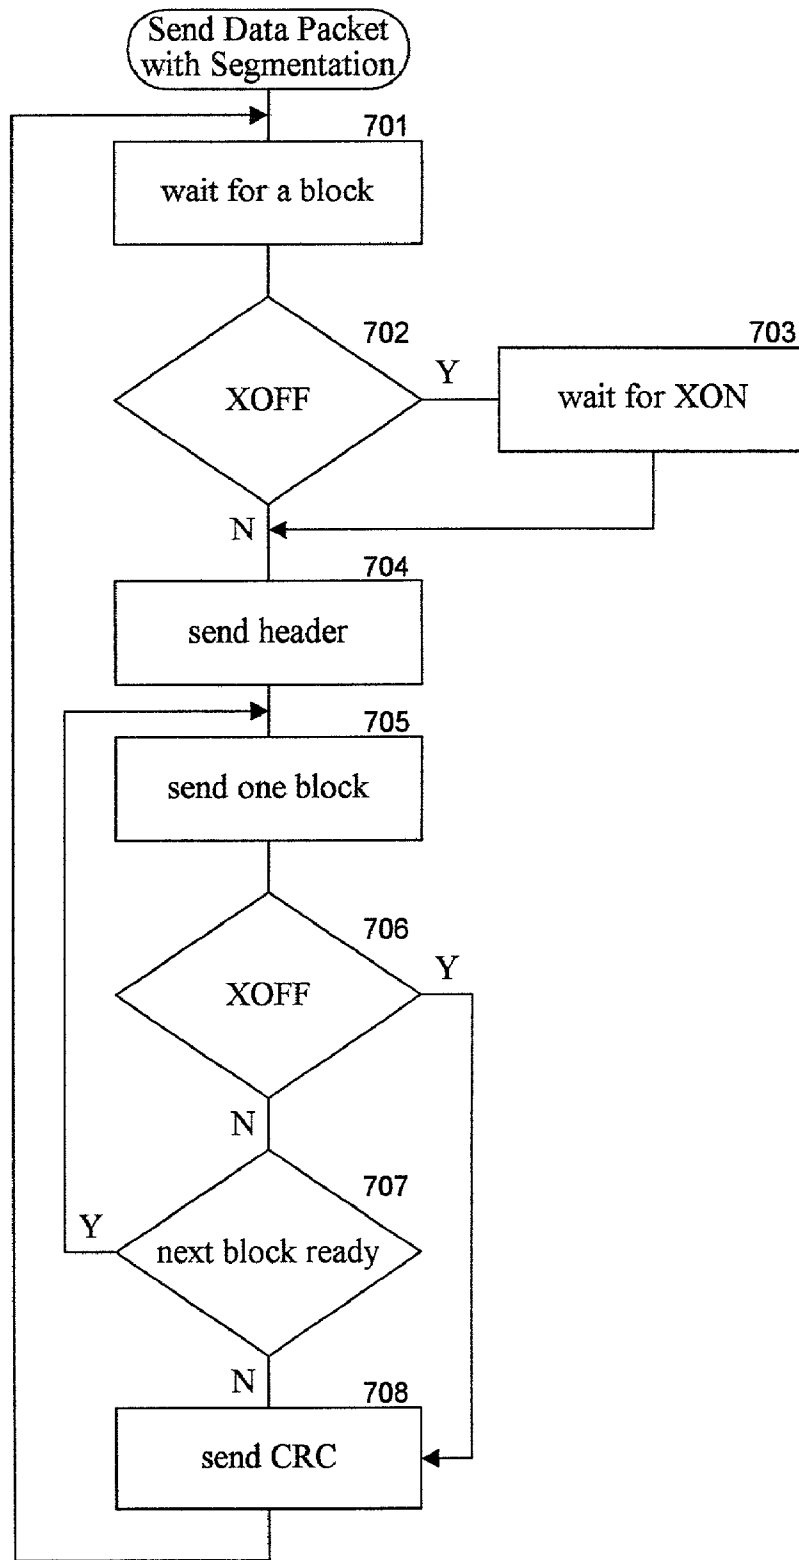 Send Data Packet
with Segmentation
701
wait for a block
702
XOFF
Y
703
wait for XON
N
704
send header
705
send one block
706
XOFF
Y
N
707
next block ready
Y
N
708
send CRC